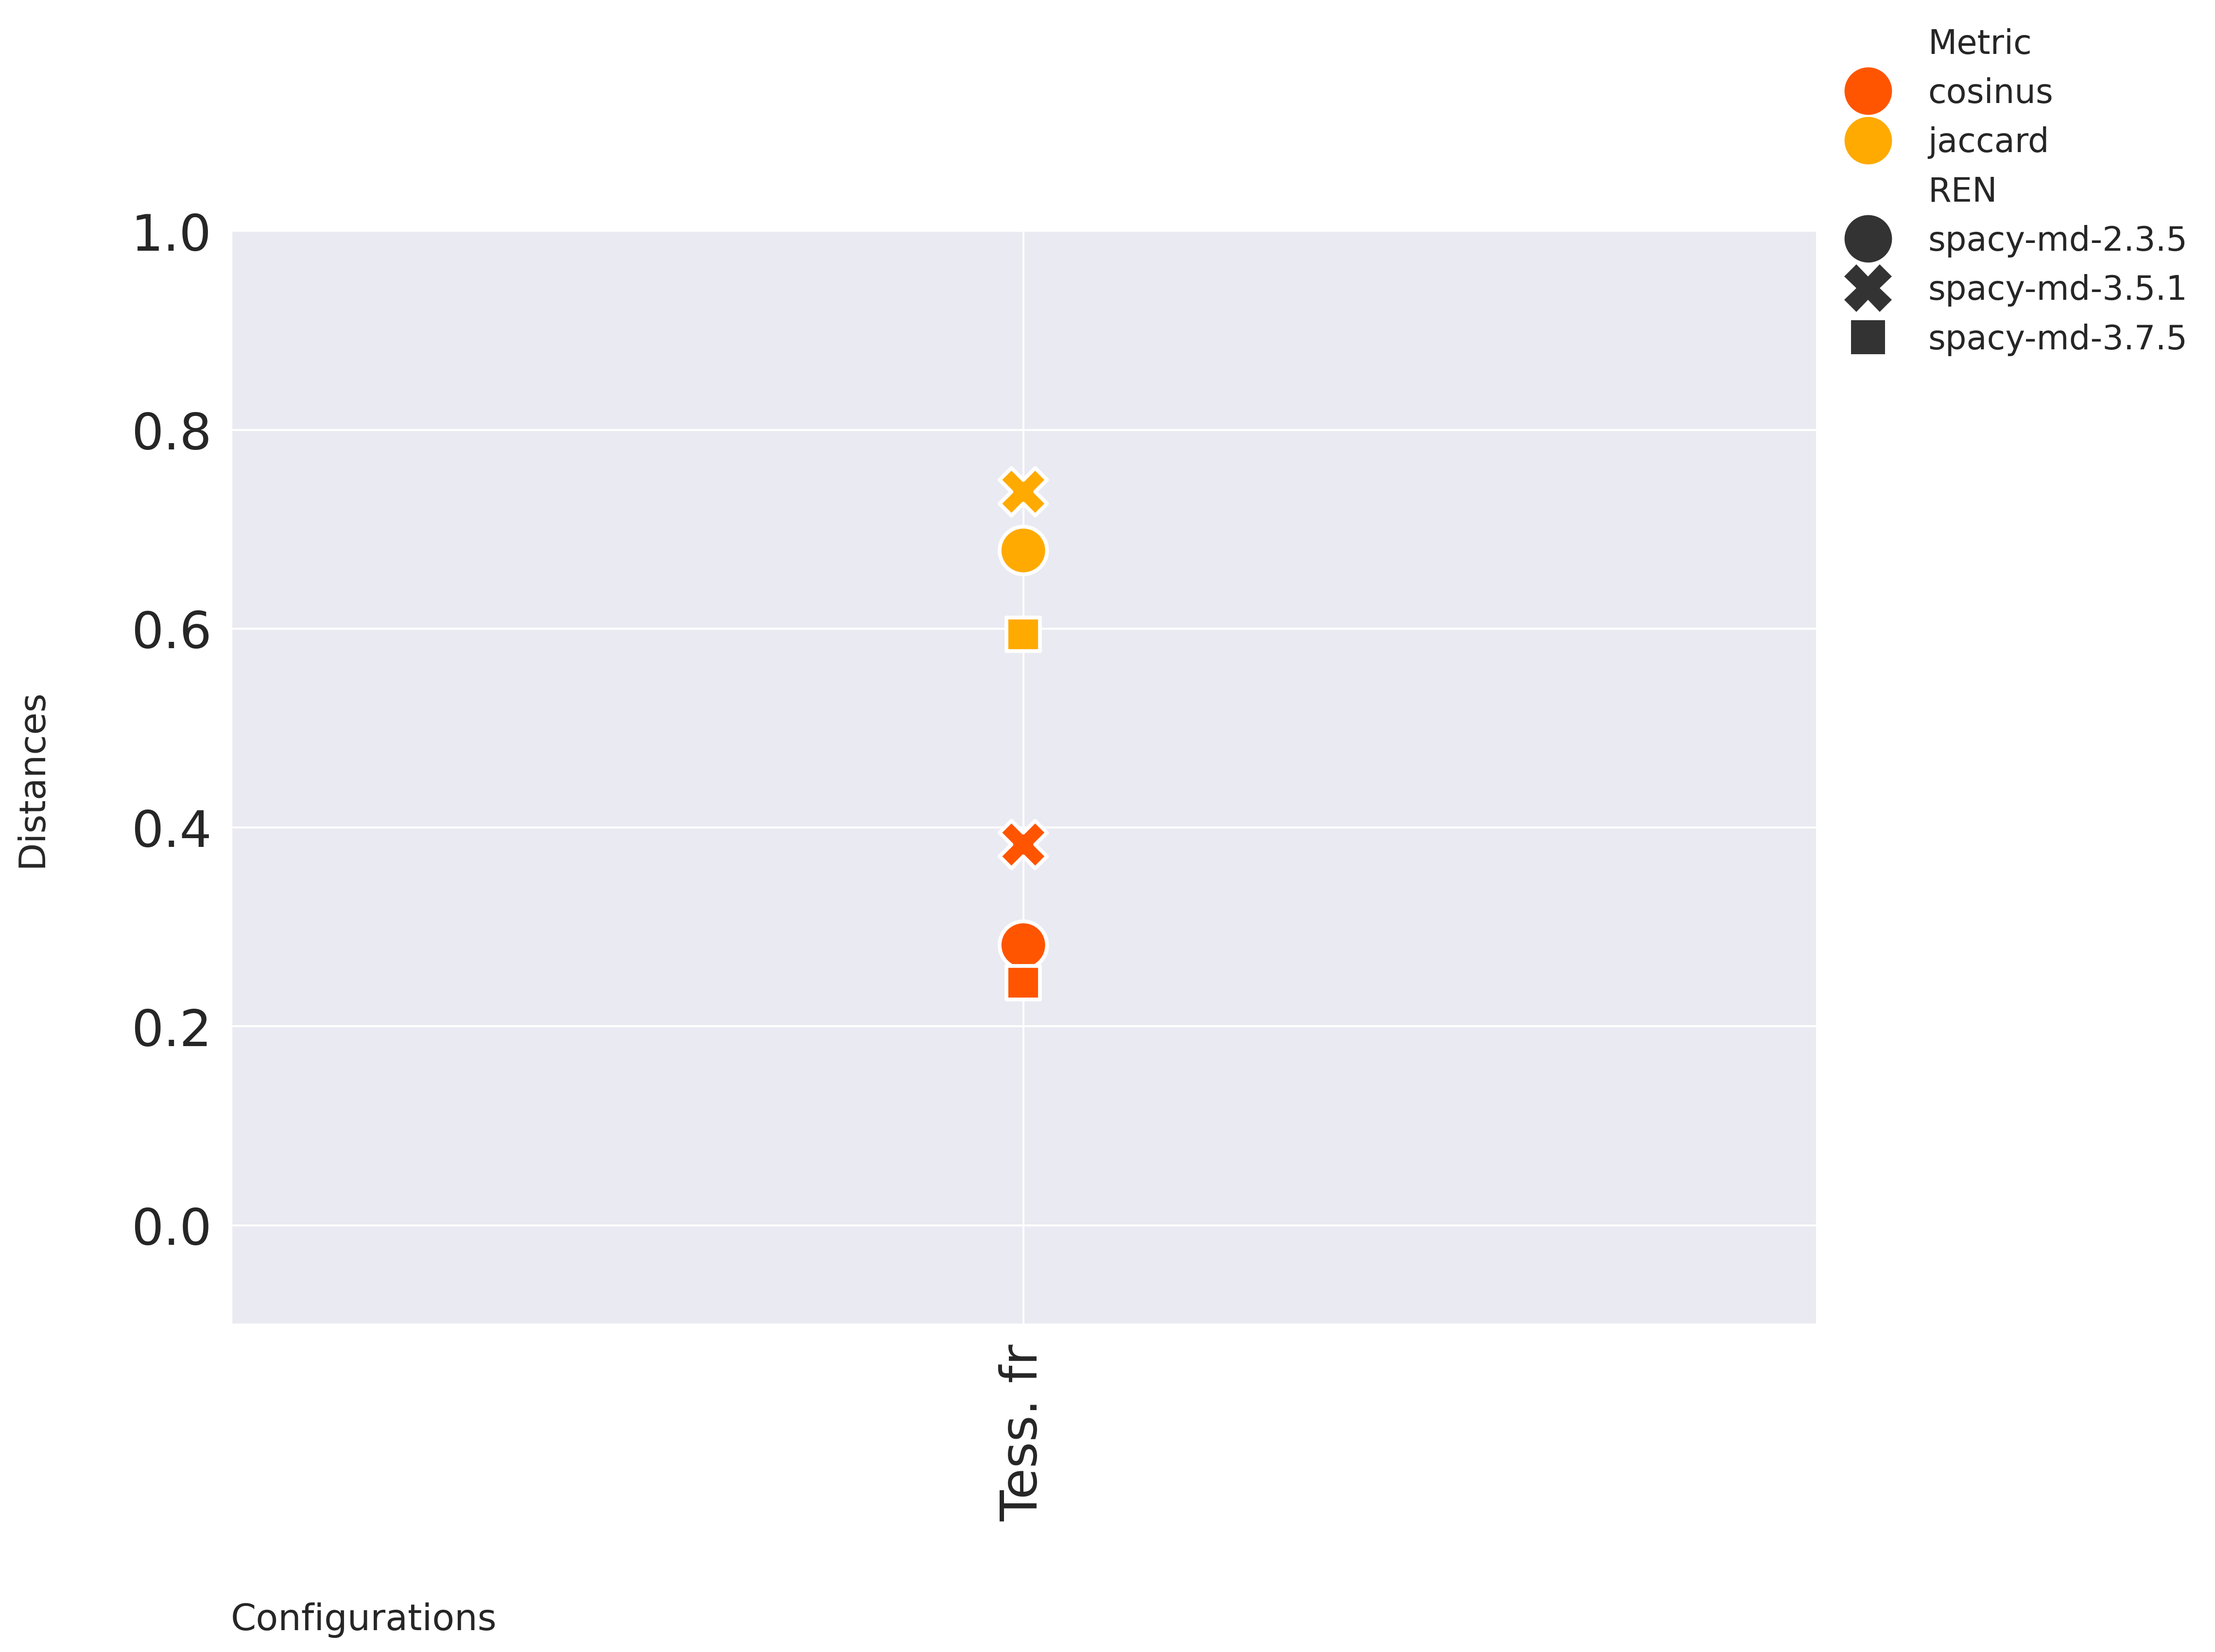 Metric
cosinus
jaccard
REN
spacy-md-2.3.5
spacy-md-3.5.1
spacy-md-3.7.5
1.0
0.8
0.6
0.4
0.2
0.0
Distances
Tess. fr
Configurations